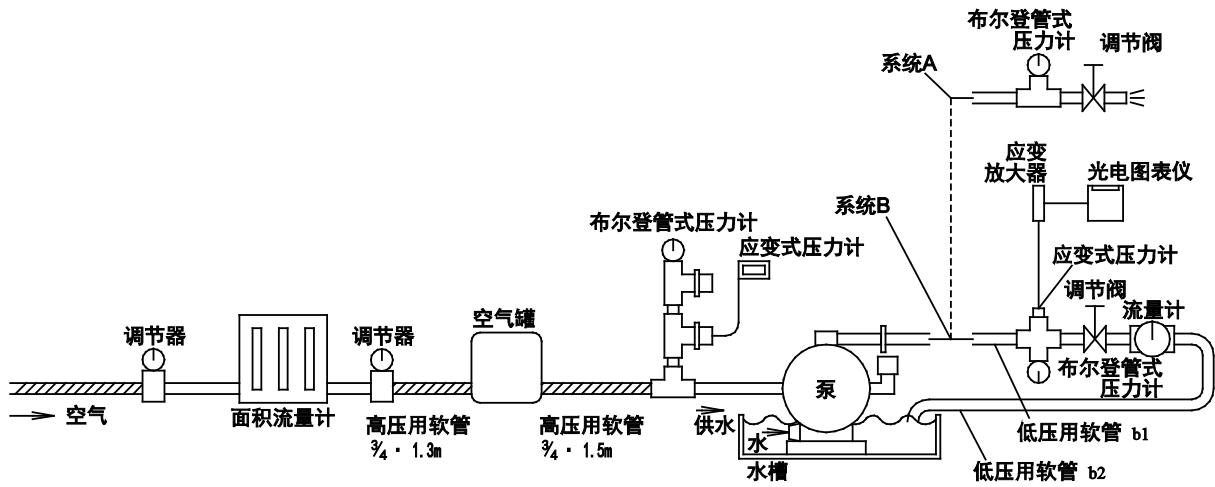 布尔登管式
压力计
调节阀
系统A
应变
放大器
光电图表仪
系统B
布尔登管式压力计
应变式压力计
应变式压力计
调节阀
流量计
空气罐
调节器
调节器
泵
布尔登管式
压力计
空气
面积流量计
高压用软管
3/4 · 1.3m
高压用软管
3/4 · 1.5m
供水
水
水槽
低压用软管 b1
低压用软管 b2